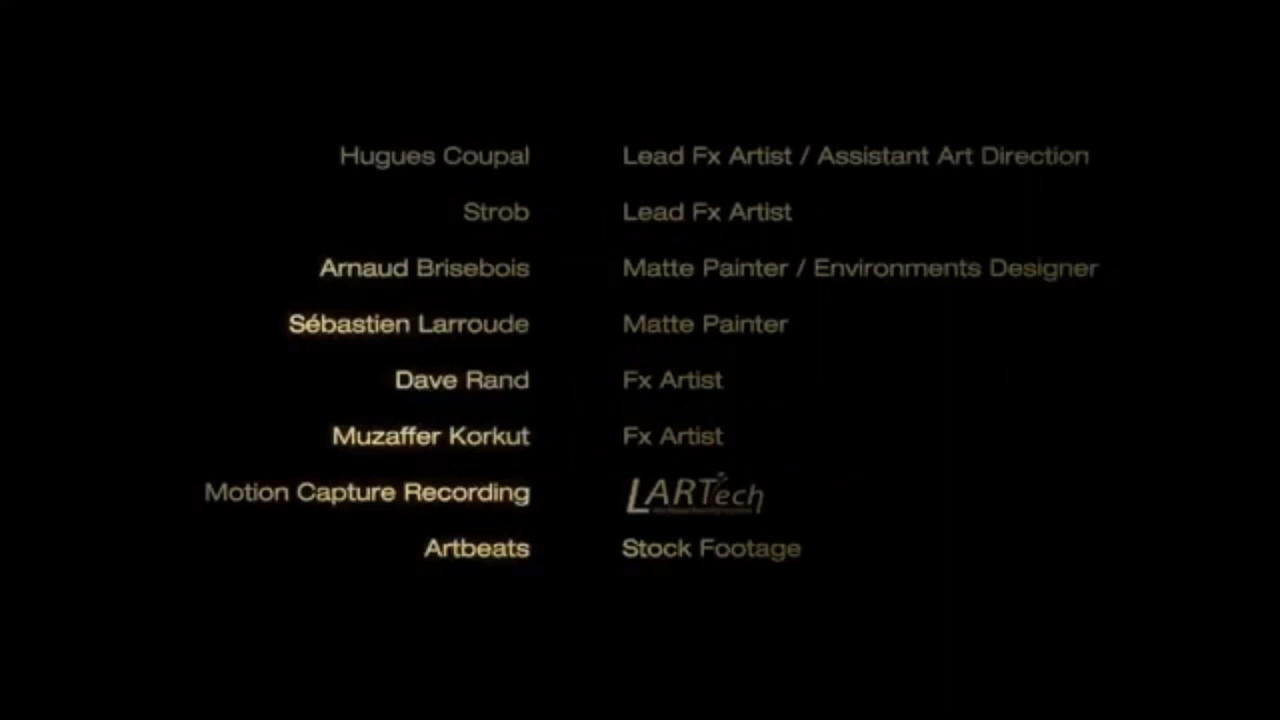 Hugues Coupal Lead Fx Artist / Assistant Art Direction
Strob Lead Fx Artist
Arnaud Brisebois Matte Painter / Environments Designer
Sébastien Larroude Matte Painter
Dave Rand Fx Artist
Muzaffer Korkut Fx Artist
Motion Capture Recording LARTech
Artbeats Stock Footage